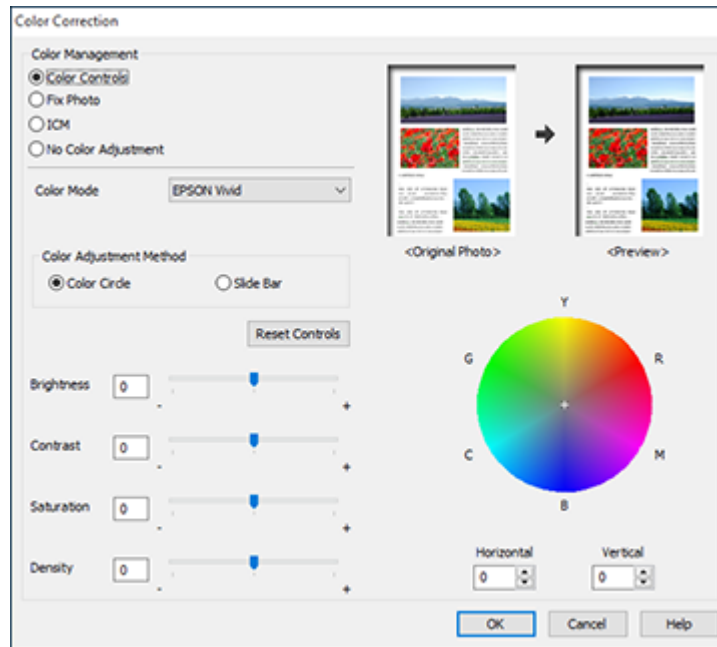 Color Correction
Color Management
Color Controls
Fix Photo
ICM
No Color Adjustment
Color Mode
EPSON Vivid
<Original Photo>
<Preview>
Color Adjustment Method
Color Circle
Slide Bar
Reset Controls
Brightness
0
-
+
Contrast
0
-
+
Saturation
0
-
+
Density
0
-
+
Y
G
R
C
M
B
Horizontal
Vertical
0
0
OK
Cancel
Help